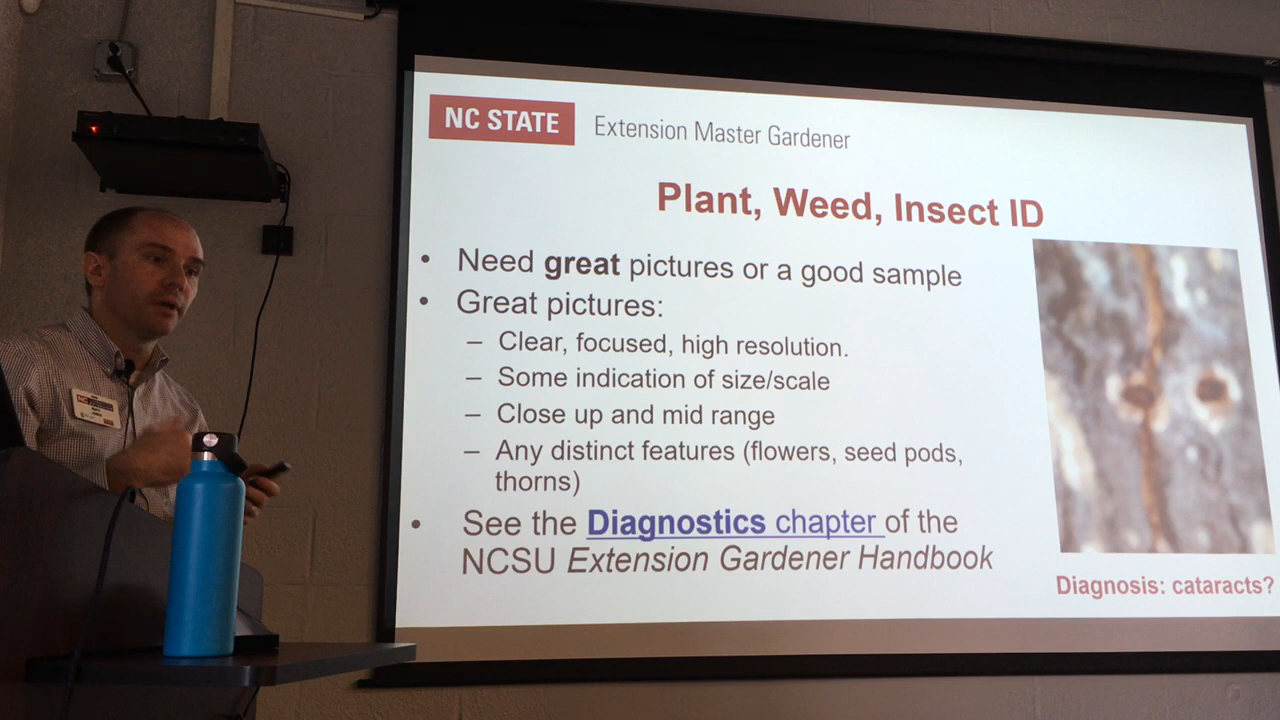 NC STATE Extension Master Gardener
Plant, Weed, Insect ID
• Need great pictures or a good sample
• Great pictures:
– Clear, focused, high resolution.
– Some indication of size/scale
– Close up and mid range
– Any distinct features (flowers, seed pods,
thorns)
• See the Diagnostics chapter of the
NCSU Extension Gardener Handbook
Diagnosis: cataracts?
NC